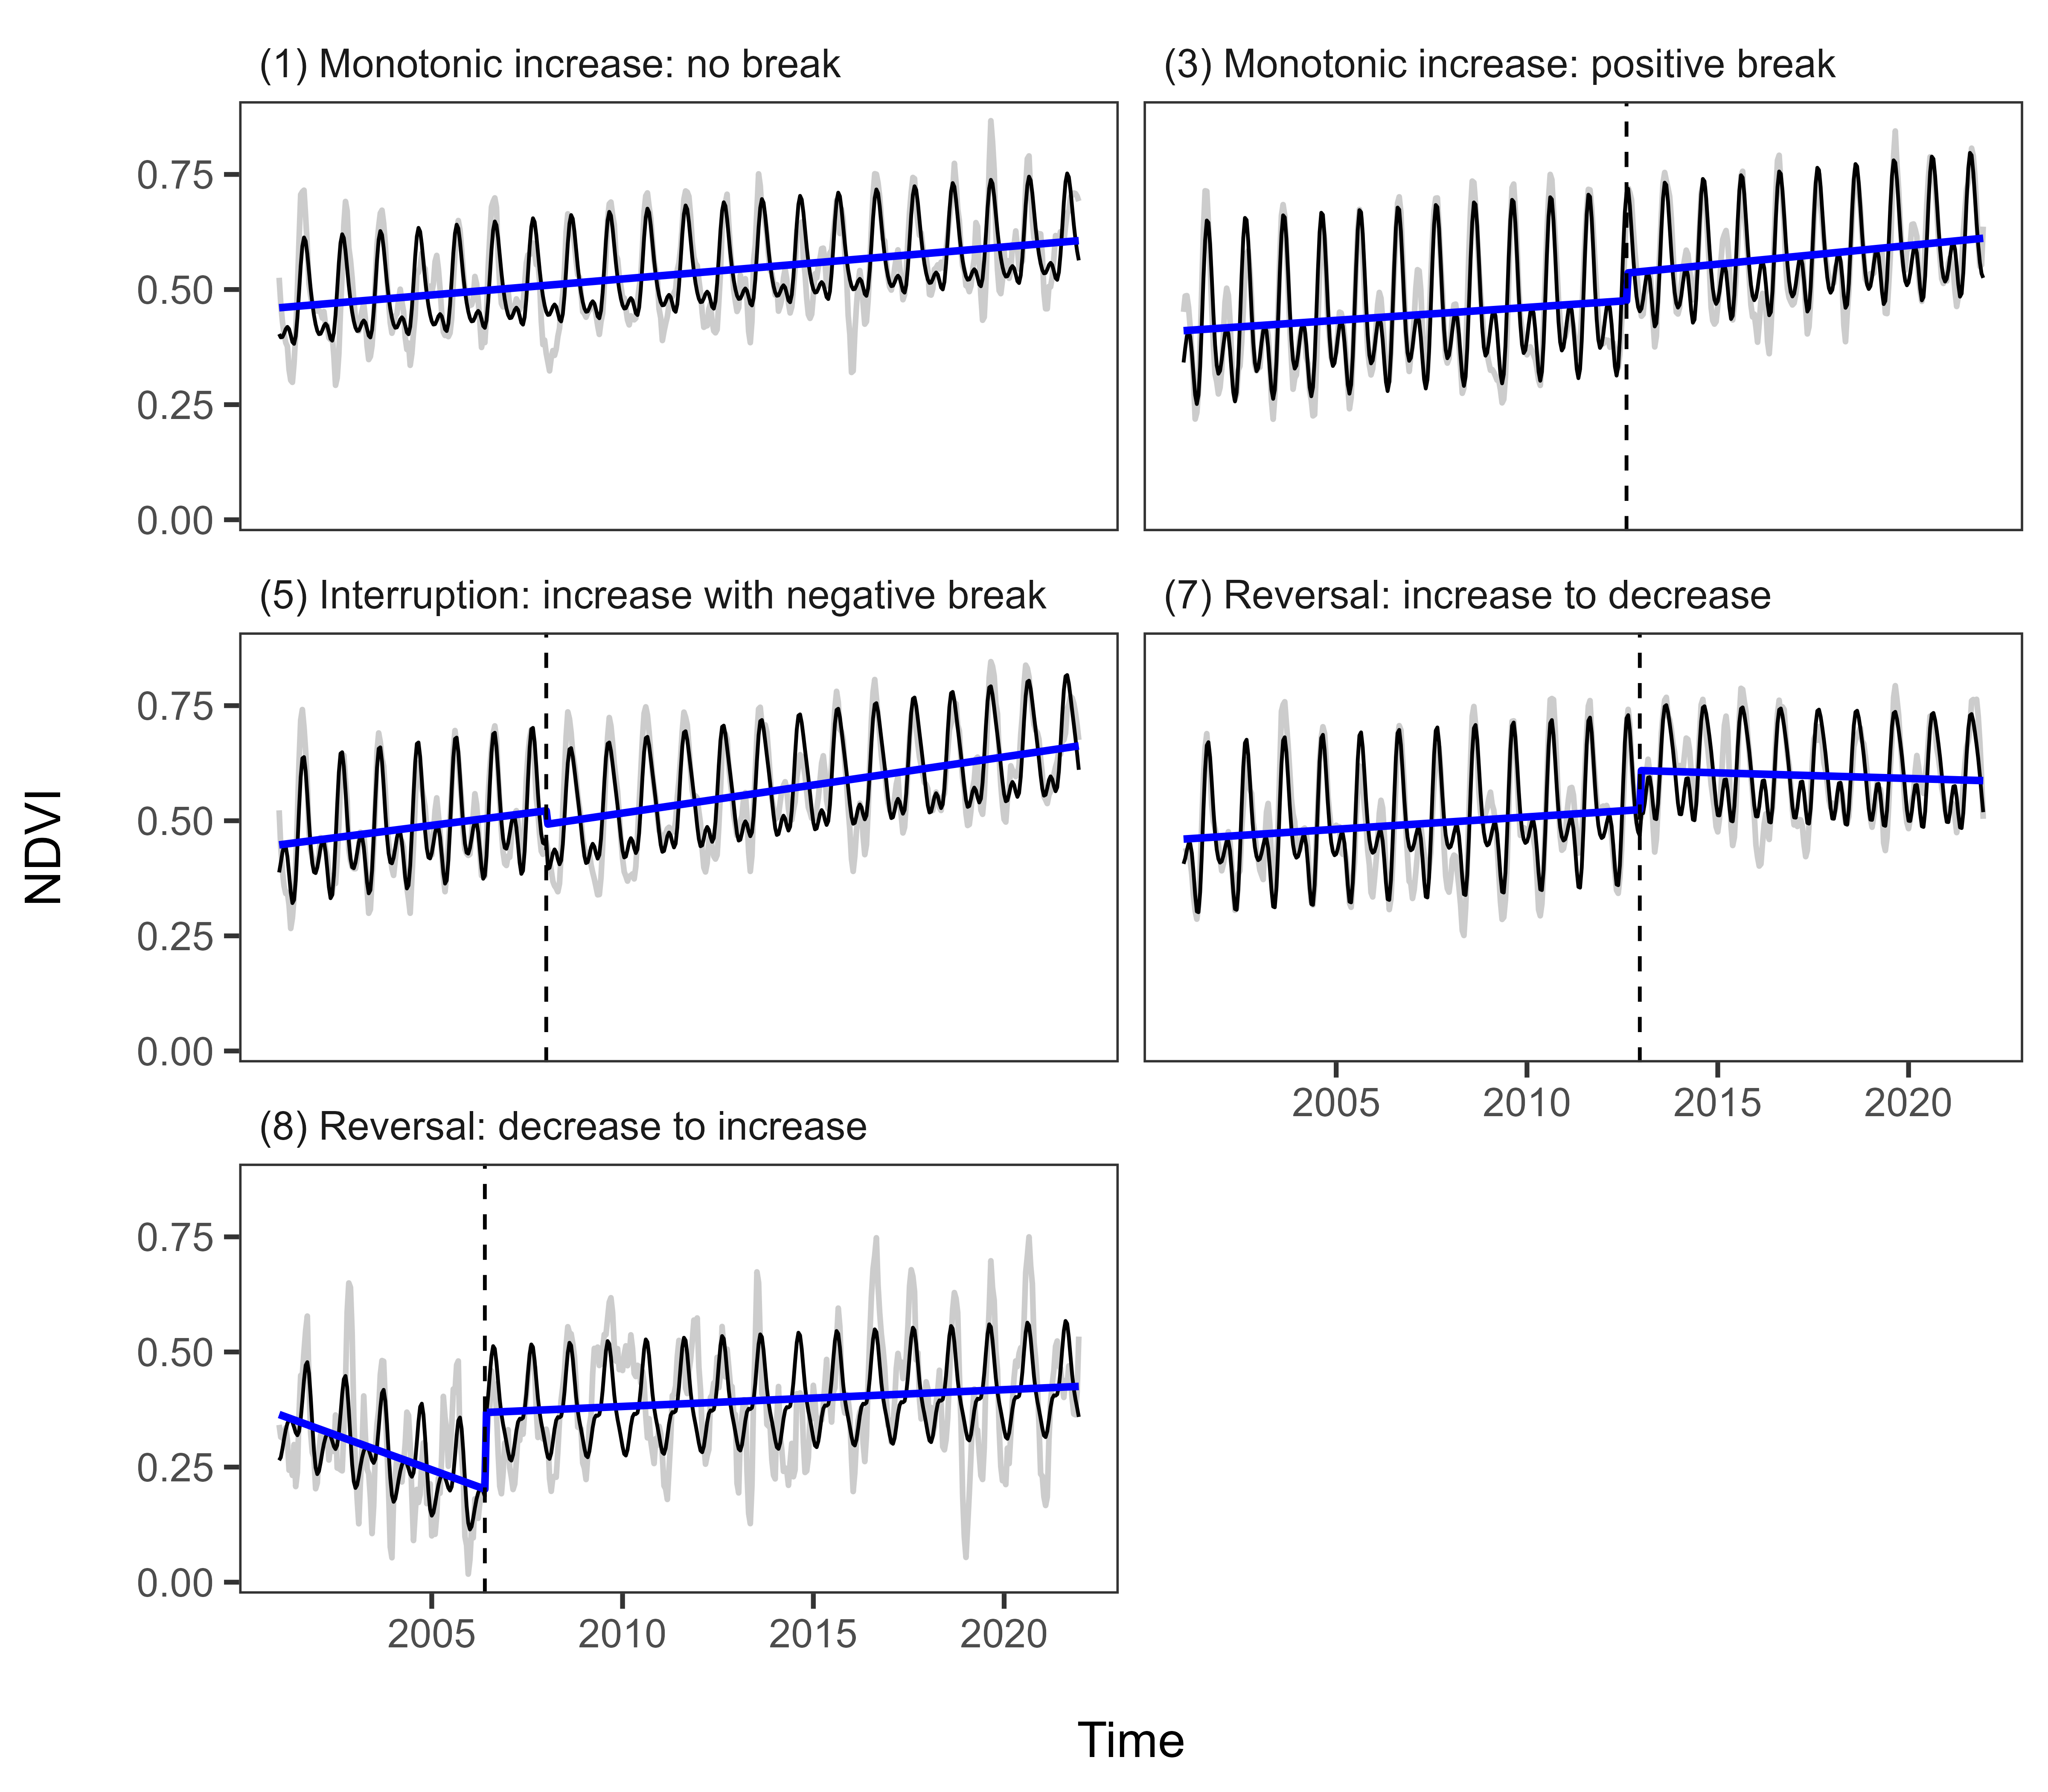 (1) Monotonic increase: no break
(3) Monotonic increase: positive break
0.75
0.50
0.25
0.00
(5) Interruption: increase with negative break
(7) Reversal: increase to decrease
0.75
0.50
0.25
0.00
2005 2010 2015 2020
(8) Reversal: decrease to increase
0.75
0.50
0.25
0.00
2005 2010 2015 2020
NDVI
Time